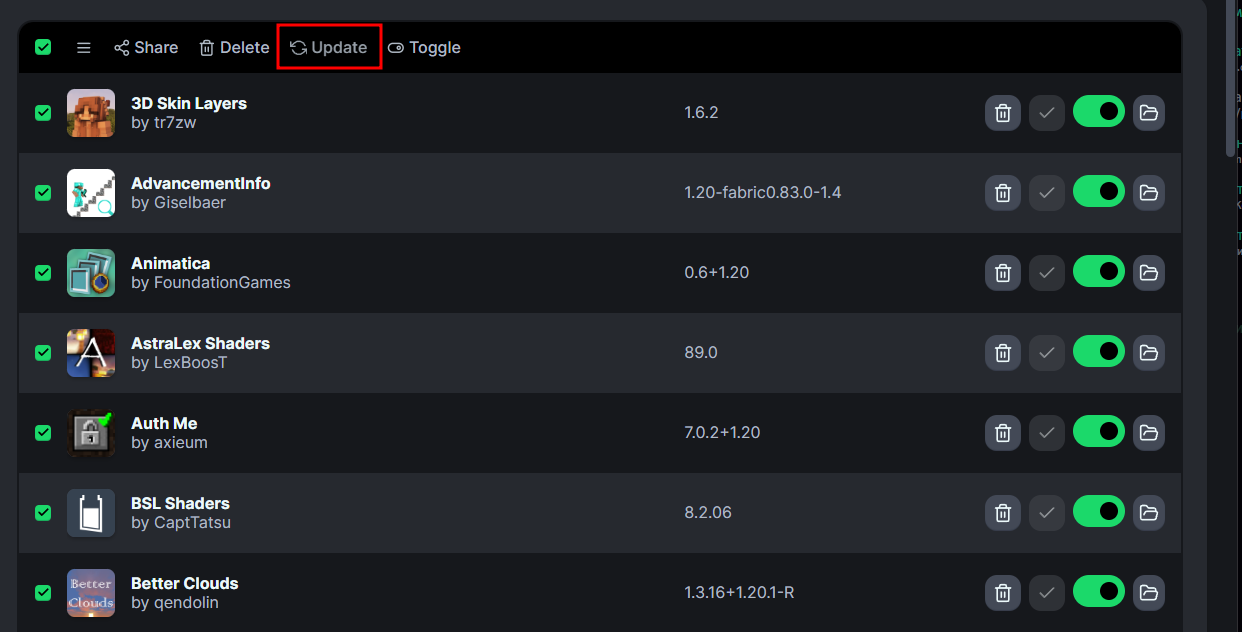 Share Delete Update Toggle
3D Skin Layers
by tr7zw
1.6.2
AdvancementInfo
by Giselbaer
1.20-fabric0.83.0-1.4
Animatica
by FoundationGames
0.6+1.20
AstraLex Shaders
by LexBoosT
89.0
Auth Me
by axieum
7.0.2+1.20
BSL Shaders
by CaptTatsu
8.2.06
Better Clouds
Better Clouds
by qendolin
1.3.16+1.20.1-R